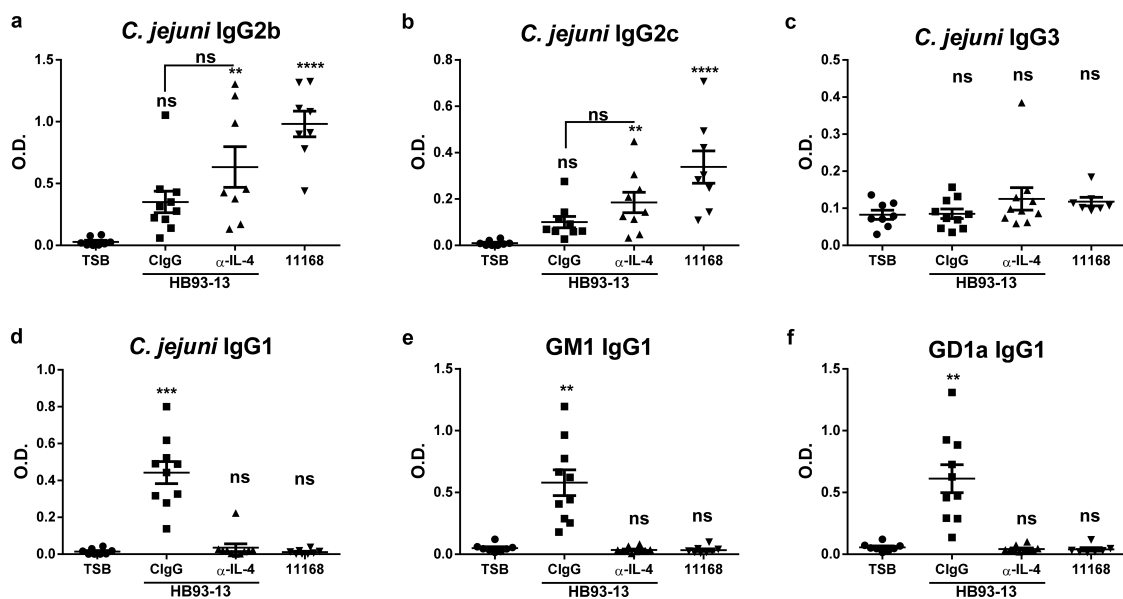 a
C. jejuni IgG2b
O.D.
1.5
1.0
0.5
0.0
ns
ns
**
****
TSB
CIgG
α-IL-4
11168
HB93-13
b
C. jejuni IgG2c
O.D.
0.8
0.6
0.4
0.2
0.0
ns
ns
**
****
TSB
CIgG
α-IL-4
11168
HB93-13
c
C. jejuni IgG3
O.D.
0.5
0.4
0.3
0.2
0.1
0.0
ns
ns
ns
TSB
CIgG
α-IL-4
11168
HB93-13
d
C. jejuni IgG1
O.D.
1.0
0.8
0.6
0.4
0.2
0.0
***
ns
ns
TSB
CIgG
α-IL-4
11168
HB93-13
e
GM1 IgG1
O.D.
1.5
1.0
0.5
0.0
**
ns
ns
TSB
CIgG
α-IL-4
11168
HB93-13
f
GD1a IgG1
O.D.
1.5
1.0
0.5
0.0
**
ns
ns
TSB
CIgG
α-IL-4
11168
HB93-13